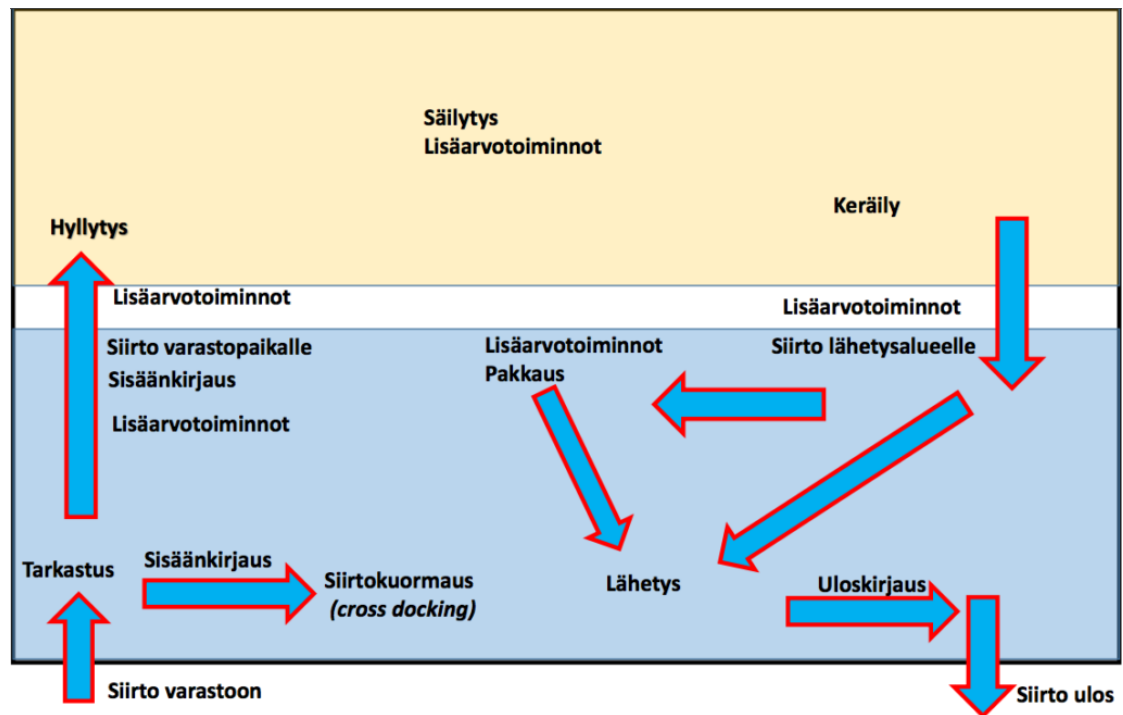 Säilytys
Lisäarvotoiminnot
Keräily
Hyllytys
Lisäarvotoiminnot
Lisäarvotoiminnot
Siirto varastopaikalle
Lisäarvotoiminnot
Siirto lähetysalueelle
Sisäänkirjaus
Pakkaus
Lisäarvotoiminnot
Tarkastus
Sisäänkirjaus
Siirtokuormaus
(cross docking)
Lähetys
Uloskirjaus
Siirto varastoon
Siirto ulos